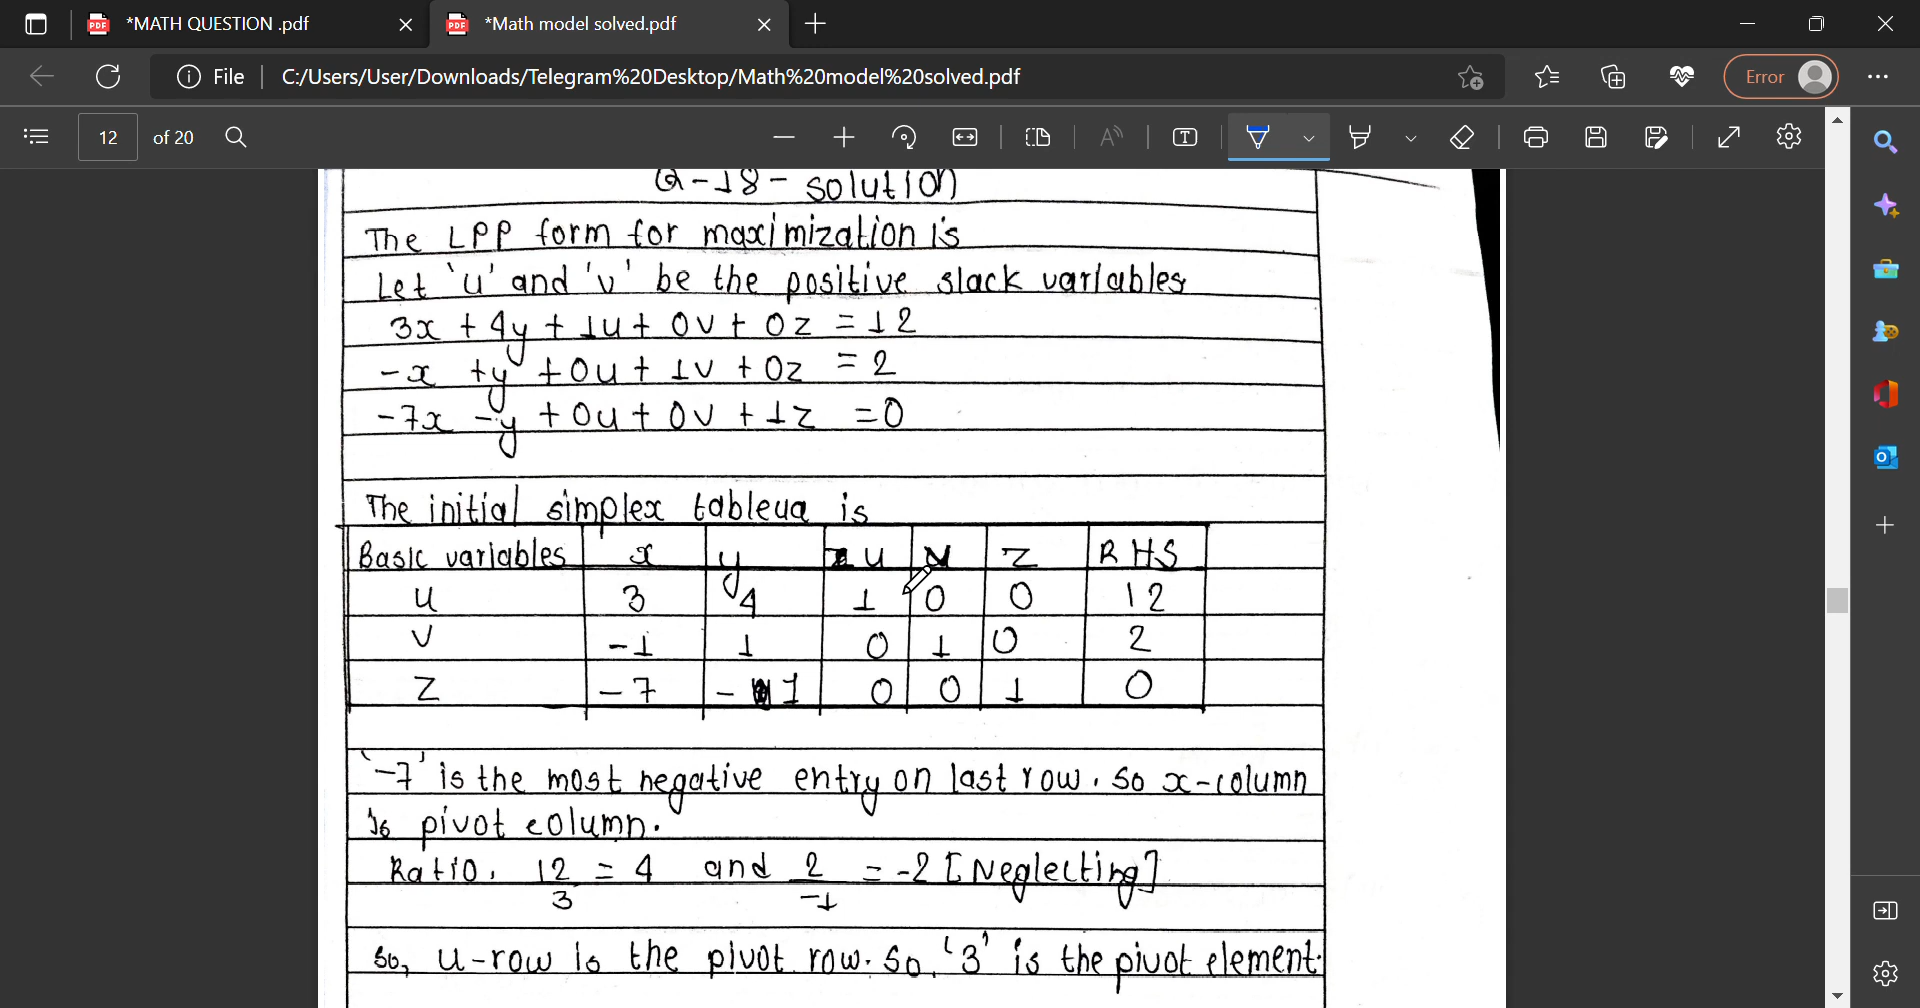 *MATH QUESTION .pdf
*Math model solved.pdf
File
C:/Users/User/Downloads/Telegram%20Desktop/Math%20model%20solved.pdf
Error
12 of 20
Q-18- solution
The LPP form for maximization is
Let 'u' and 'v' be the positive slack variables
3x + 4y + 1u + 0v + 0z = 12
-x + y + 0u + 1v + 0z = 2
-7x - y + 0u + 0v + 1z = 0
The initial simplex tableua is
Basic variables x y u v z RHS
u 3 4 1 0 0 12
v -1 1 0 1 0 2
z -7 -1 0 0 1 0
'-7' is the most negative entry on last row. So x-column
is pivot column.
Ratio, 12/3 = 4 and 2/-1 = -2 [Neglecting]
so, u-row is the pivot row. So, '3' is the pivot element.